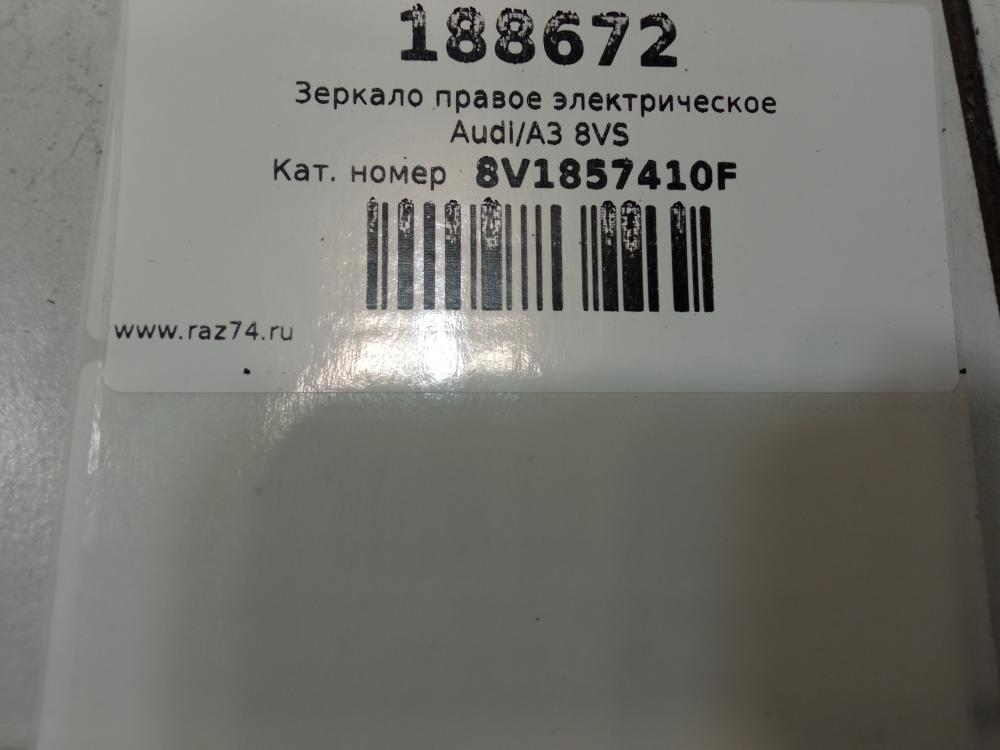 188672
Зеркало правое электрическое
Audi/A3 8VS
Кат. номер 8V1857410F
www.raz74.ru